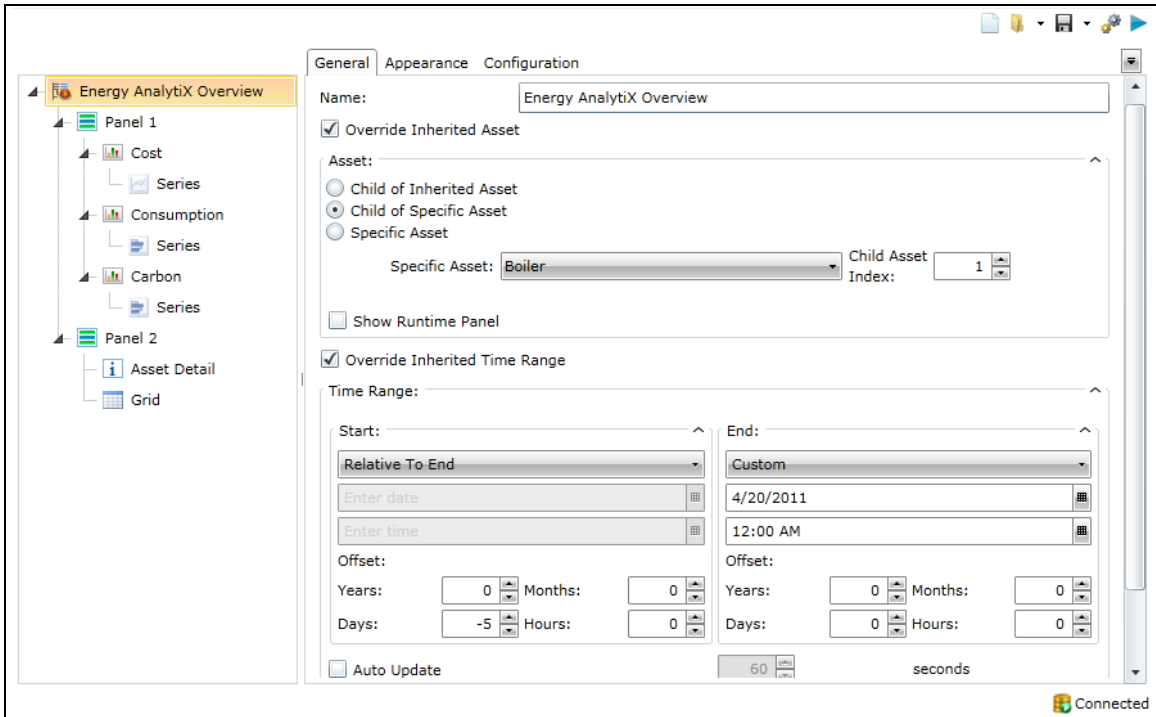 General Appearance Configuration
Energy AnalytiX Overview
Panel 1
Cost
Series
Consumption
Series
Carbon
Series
Panel 2
Asset Detail
Grid
Name: Energy AnalytiX Overview
Override Inherited Asset
Asset:
Child of Inherited Asset
Child of Specific Asset
Specific Asset
Specific Asset: Boiler Child Asset
Index: 1
Show Runtime Panel
Override Inherited Time Range
Time Range:
Start:
Relative To End
Enter date
Enter time
Offset:
Years: 0 Months: 0
Days: -5 Hours: 0
End:
Custom
4/20/2011
12:00 AM
Offset:
Years: 0 Months: 0
Days: 0 Hours: 0
Auto Update 60 seconds
Connected